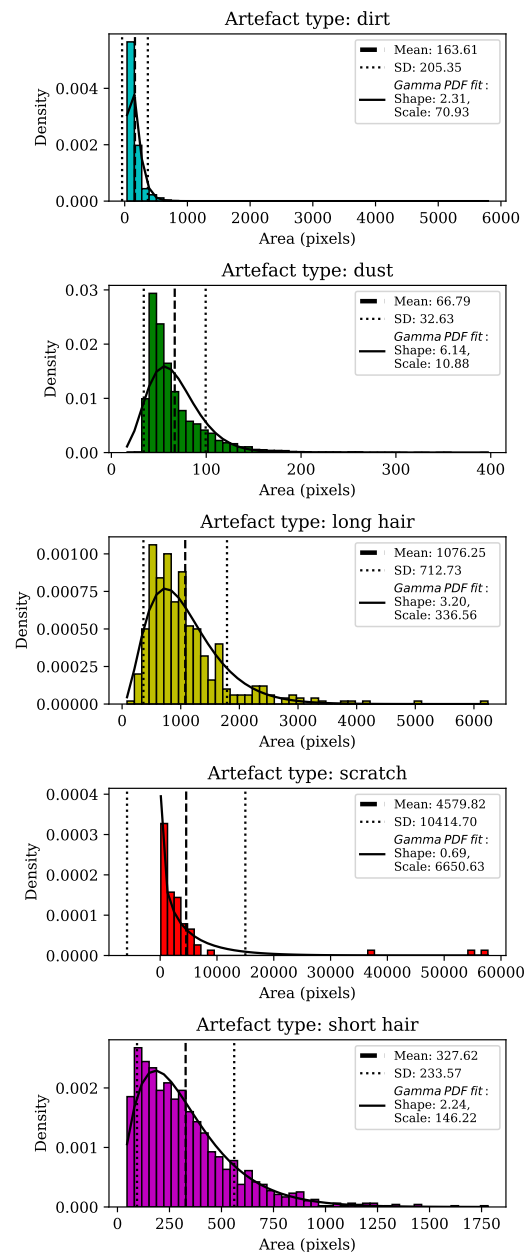 Artefact type: dirt
Density
0.004
0.002
0.000
Mean: 163.61
SD: 205.35
Gamma PDF fit :
Shape: 2.31,
Scale: 70.93
0 1000 2000 3000 4000 5000 6000
Area (pixels)
Artefact type: dust
Density
0.03
0.02
0.01
0.00
Mean: 66.79
SD: 32.63
Gamma PDF fit :
Shape: 6.14,
Scale: 10.88
0 100 200 300 400
Area (pixels)
Artefact type: long hair
Density
0.00100
0.00075
0.00050
0.00025
0.00000
Mean: 1076.25
SD: 712.73
Gamma PDF fit :
Shape: 3.20,
Scale: 336.56
0 1000 2000 3000 4000 5000 6000
Area (pixels)
Artefact type: scratch
Density
0.0004
0.0003
0.0002
0.0001
0.0000
Mean: 4579.82
SD: 10414.70
Gamma PDF fit :
Shape: 0.69,
Scale: 6650.63
0 10000 20000 30000 40000 50000 60000
Area (pixels)
Artefact type: short hair
Density
0.002
0.001
0.000
Mean: 327.62
SD: 233.57
Gamma PDF fit :
Shape: 2.24,
Scale: 146.22
0 250 500 750 1000 1250 1500 1750
Area (pixels)